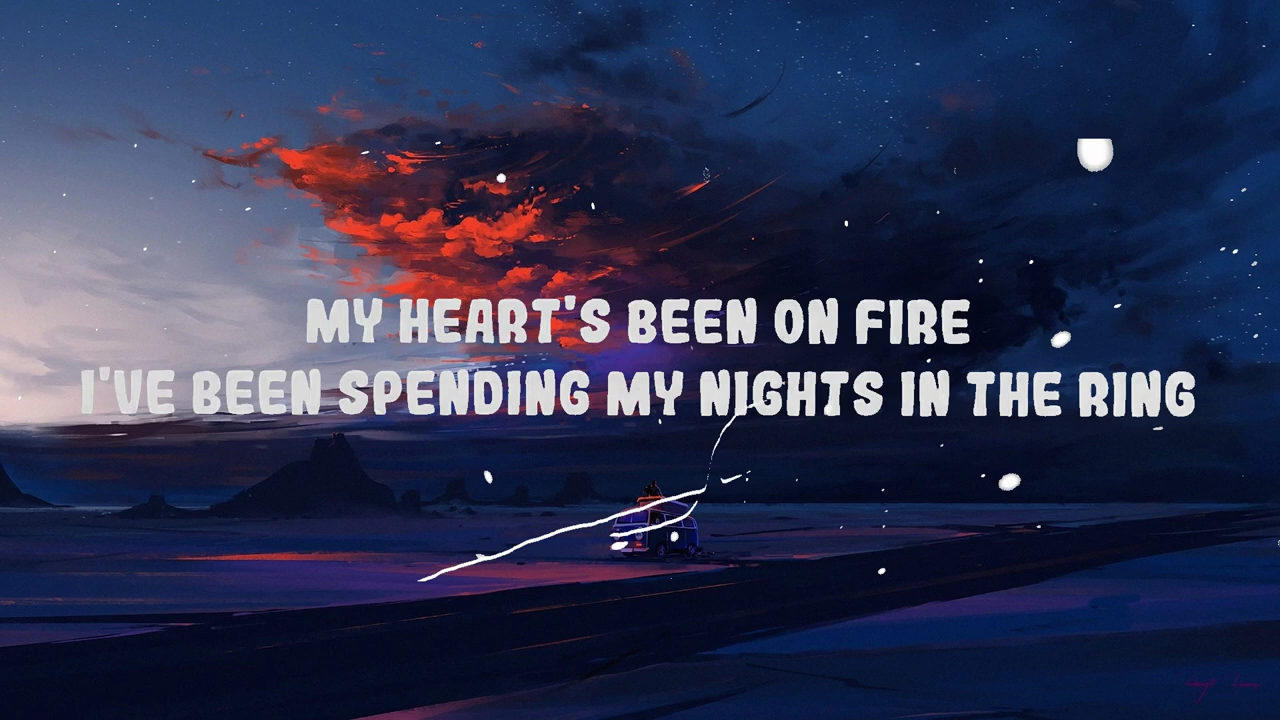 MY HEART'S BEEN ON FIRE
I'VE BEEN SPENDING MY NIGHTS IN THE RING